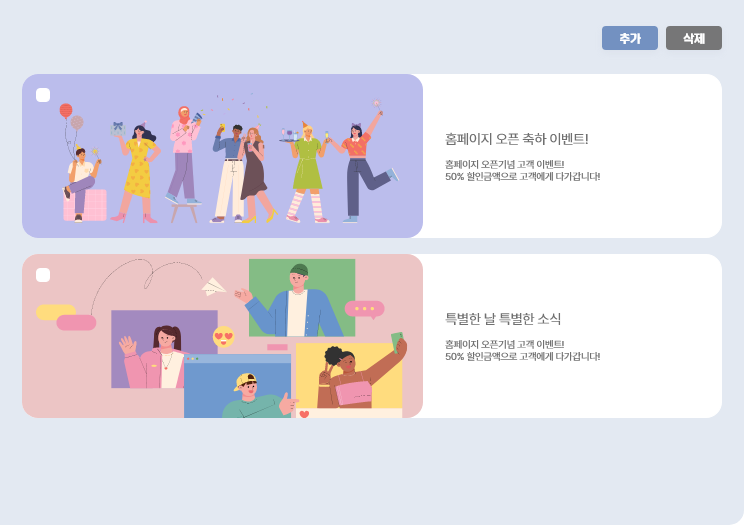 추가
삭제
홈페이지 오픈 축하 이벤트!
홈페이지 오픈기념 고객 이벤트!
50% 할인금액으로 고객에게 다가갑니다!
특별한 날 특별한 소식
홈페이지 오픈기념 고객 이벤트!
50% 할인금액으로 고객에게 다가갑니다!